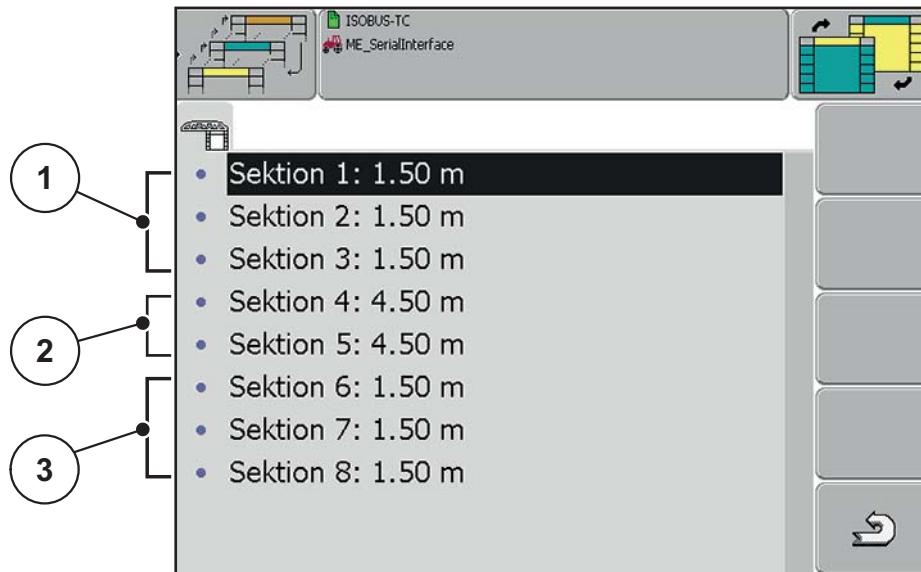 ISOBUS-TC
ME_SerialInterface
Sektion 1: 1.50 m
Sektion 2: 1.50 m
Sektion 3: 1.50 m
Sektion 4: 4.50 m
Sektion 5: 4.50 m
Sektion 6: 1.50 m
Sektion 7: 1.50 m
Sektion 8: 1.50 m
1
2
3